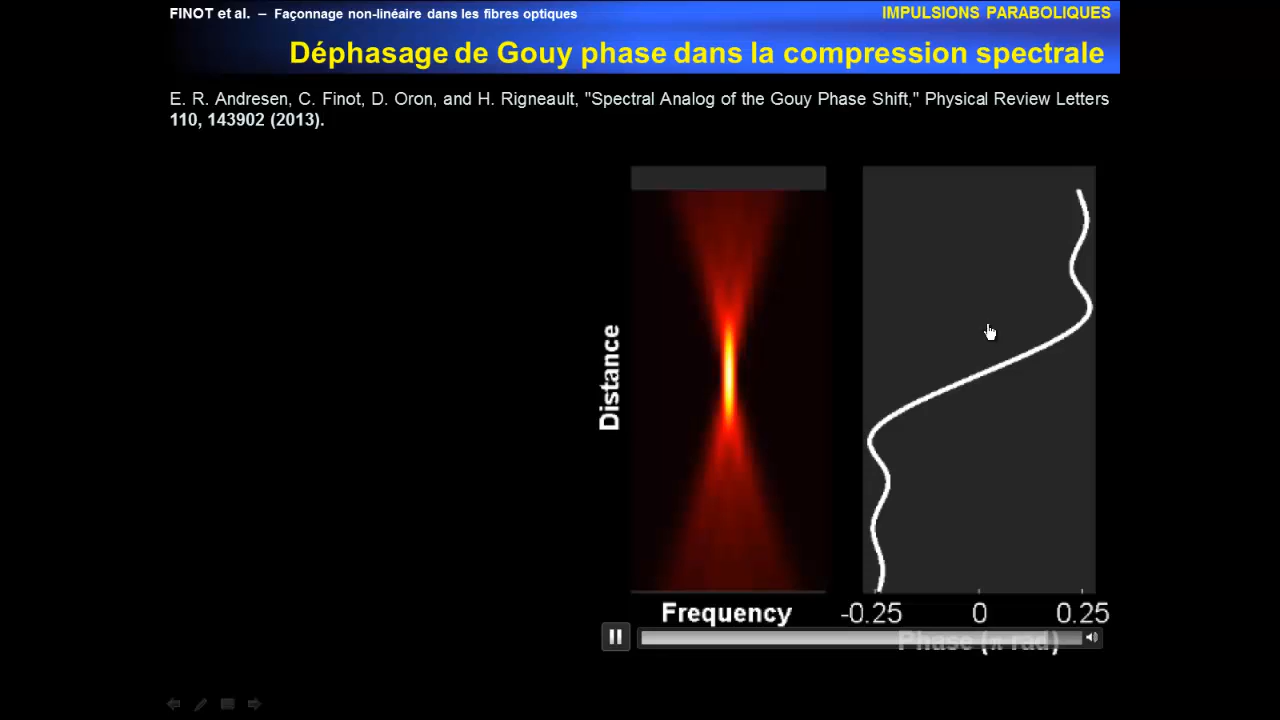 FINOT et al. – Façonnage non-linéaire dans les fibres optiques
IMPULSIONS PARABOLIQUES
Déphasage de Gouy phase dans la compression spectrale
E. R. Andresen, C. Finot, D. Oron, and H. Rigneault, "Spectral Analog of the Gouy Phase Shift," Physical Review Letters
110, 143902 (2013).
Distance
Frequency
-0.25 0 0.25
Phase (π rad)